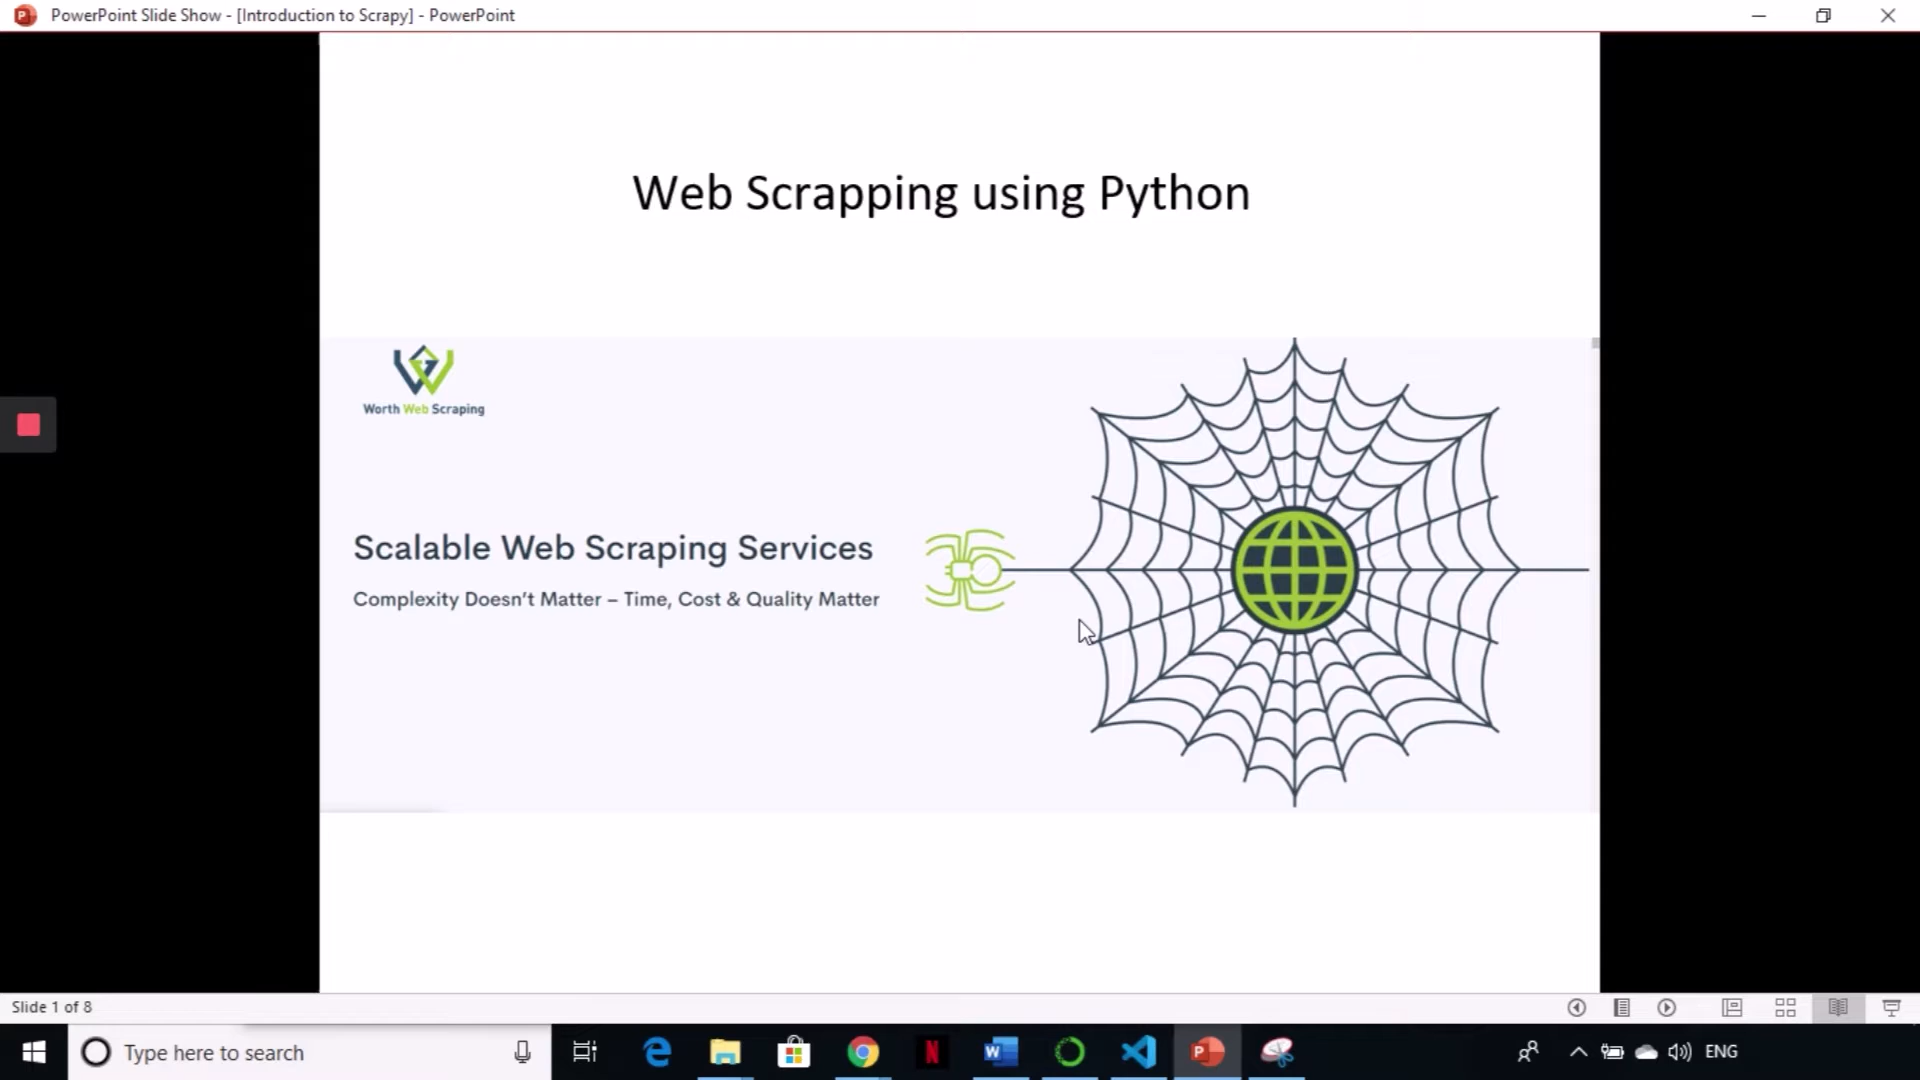 PowerPoint Slide Show - [Introduction to Scrapy] - PowerPoint
Web Scrapping using Python
Worth Web Scraping
Scalable Web Scraping Services
Complexity Doesn't Matter – Time, Cost & Quality Matter
Slide 1 of 8
Type here to search
ENG